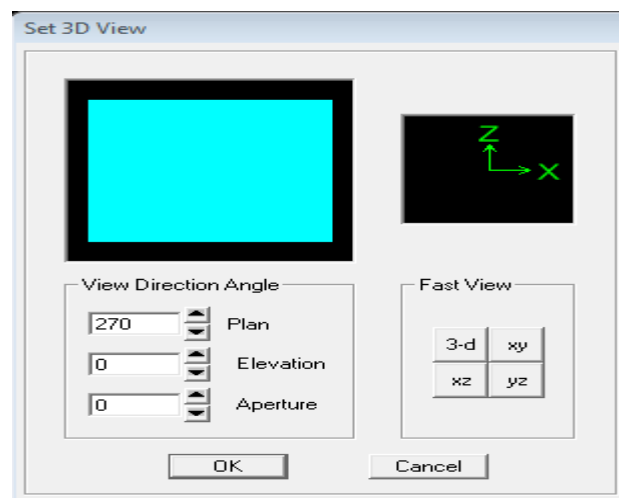 Set 3D View
Z
X
View Direction Angle
270 Plan
0 Elevation
0 Aperture
Fast View
3-d xy
xz yz
OK Cancel